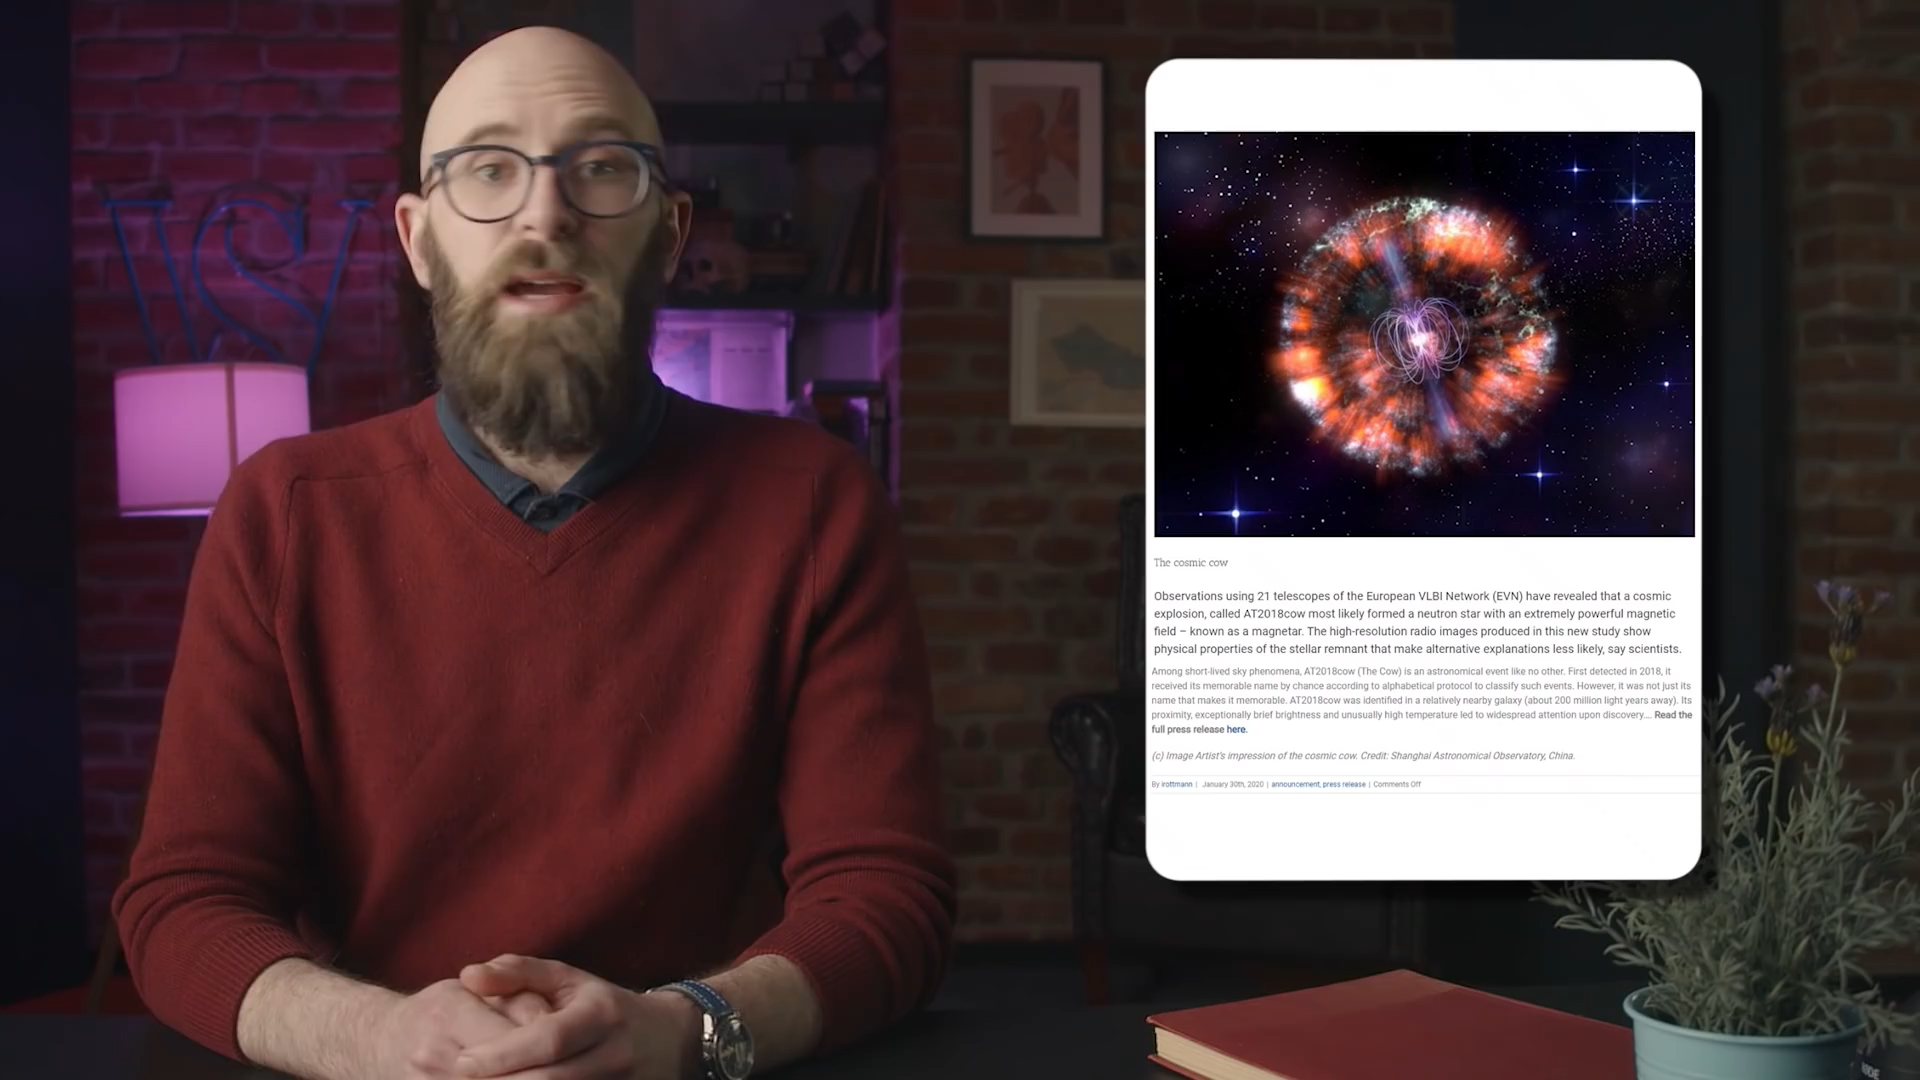 VS
The cosmic cow
Observations using 21 telescopes of the European VLBI Network (EVN) have revealed that a cosmic
explosion, called AT2018cow most likely formed a neutron star with an extremely powerful magnetic
field – known as a magnetar. The high-resolution radio images produced in this new study show
physical properties of the stellar remnant that make alternative explanations less likely, say scientists.
Among short-lived sky phenomena, AT2018cow (The Cow) is an astronomical event like no other. First detected in 2018, it
received its memorable name by chance according to alphabetical protocol to classify such events. However, it was not just its
name that makes it memorable. AT2018cow was identified in a relatively nearby galaxy (about 200 million light years away). Its
proximity, exceptionally brief brightness and unusually high temperature led to widespread attention upon discovery.... Read the
full press release here.
(c) Image Artist's impression of the cosmic cow. Credit: Shanghai Astronomical Observatory, China.
By irottmann | January 30th, 2020 | announcement, press release | Comments Off